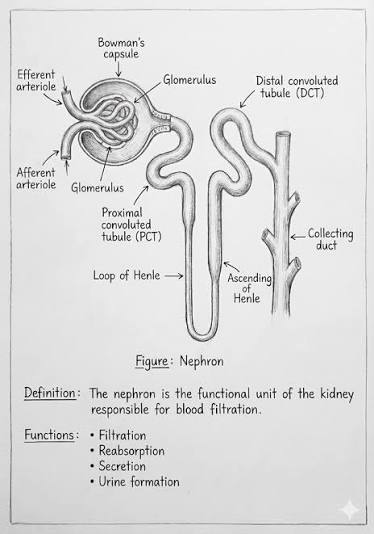 Bowman's
capsule
Efferent
arteriole
Glomerulus
Distal convoluted
tubule (DCT)
Afferent
arteriole
Glomerulus
Proximal
convoluted
tubule (PCT)
Collecting
duct
Loop of Henle
Ascending
of Henle
Figure: Nephron
Definition: The nephron is the functional unit of the kidney
responsible for blood filtration.
Functions: • Filtration
• Reabsorption
• Secretion
• Urine formation